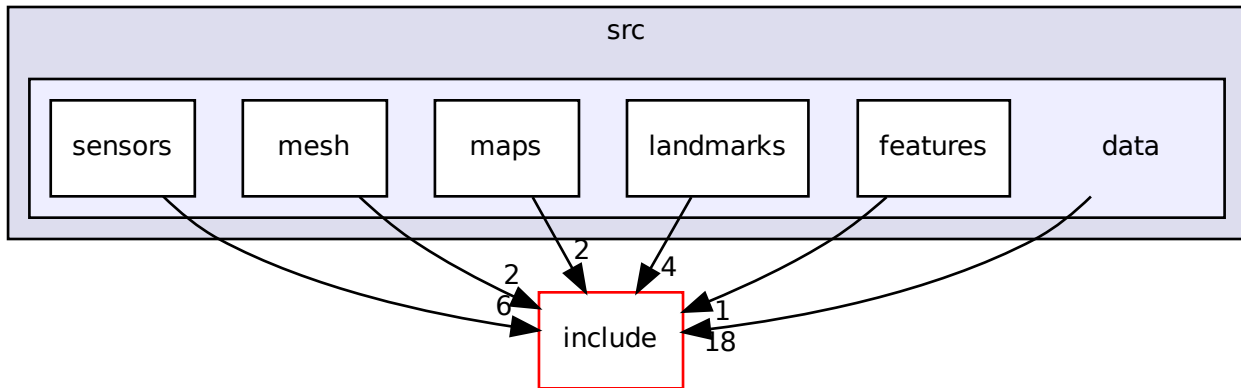 src
sensors
mesh
maps
landmarks
features
data
2
4
2
6
1
18
include